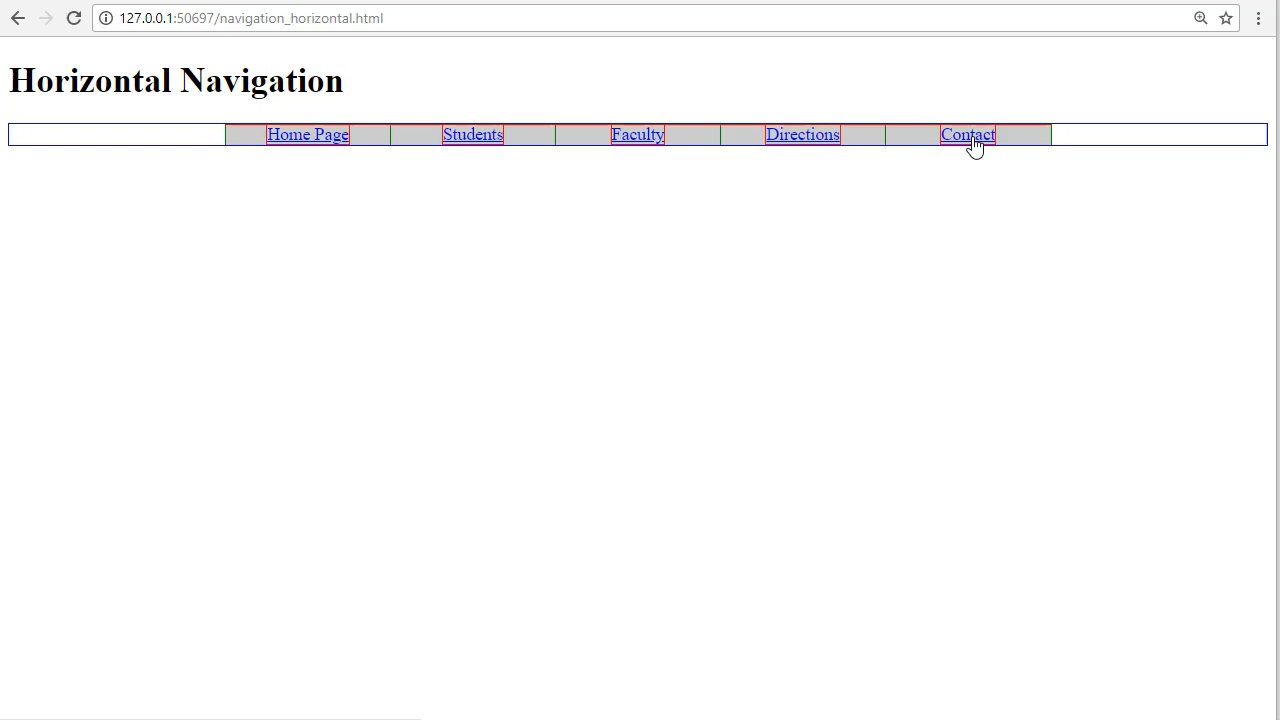 127.0.0.1:50697/navigation_horizontal.html
Horizontal Navigation
Home Page Students Faculty Directions Contact